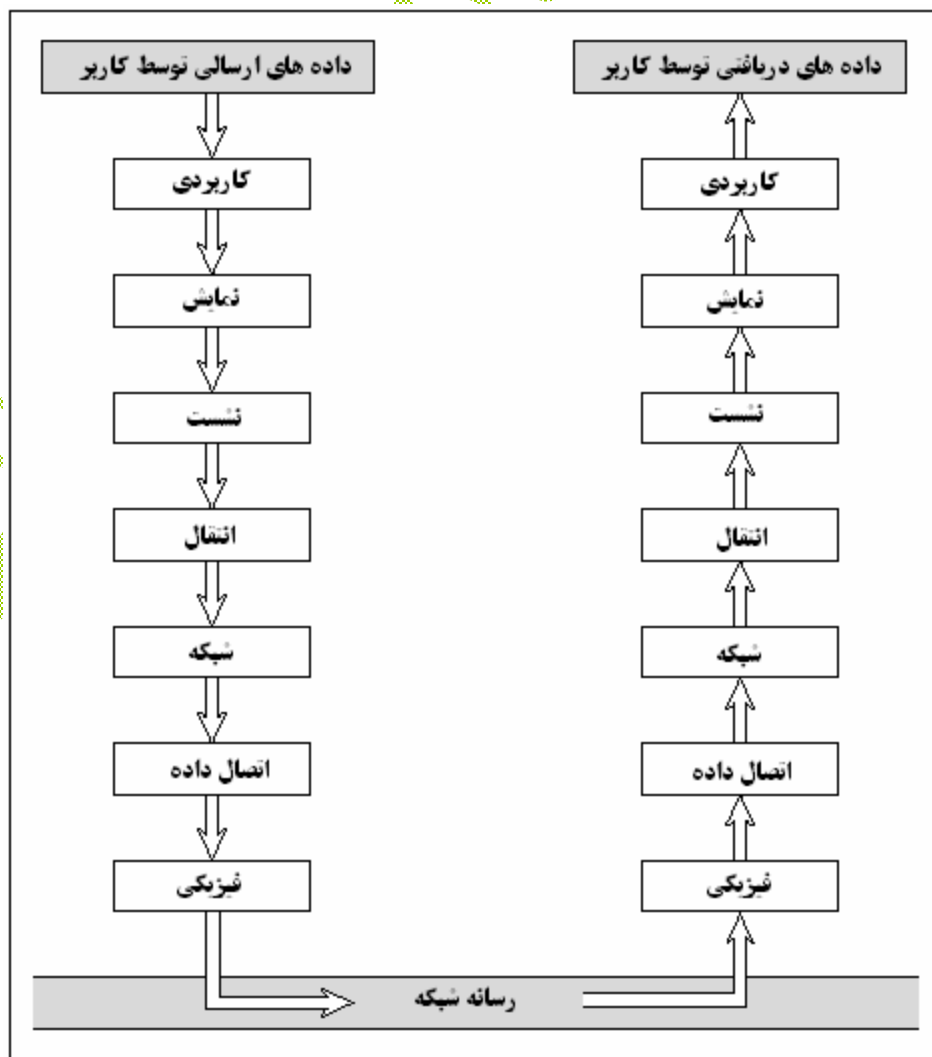 داده های ارسالی توسط کاربر
کاربردی
نمایش
نشست
انتقال
شبکه
اتصال داده
فیزیکی
رسانه شبکه
داده های دریافتی توسط کاربر
کاربردی
نمایش
نشست
انتقال
شبکه
اتصال داده
فیزیکی